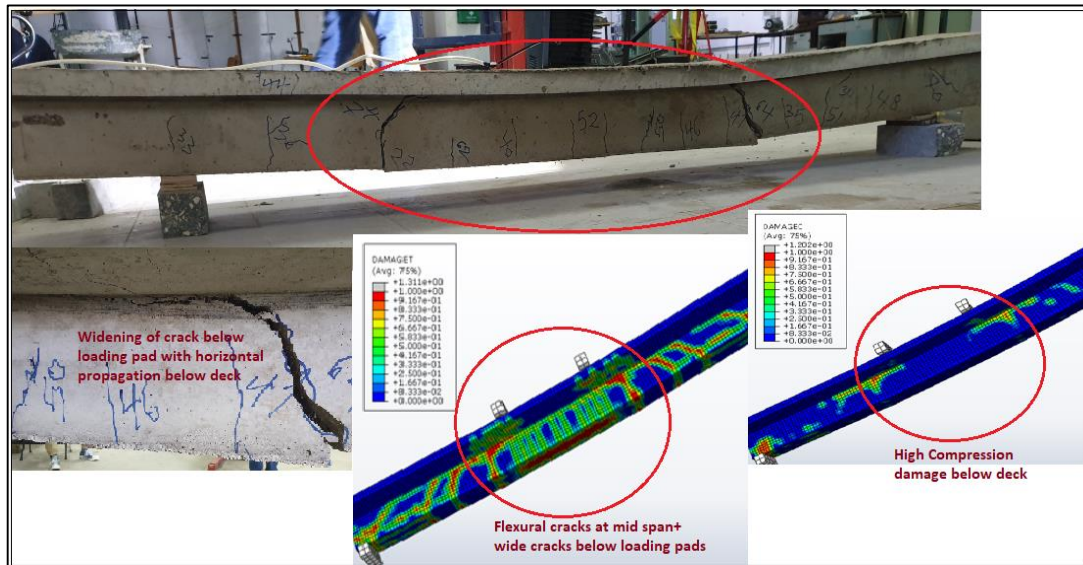 Widening of crack below
loading pad with horizontal
propagation below deck
46
DAMAGET
(Avg: 75%)
+1.311e+00
+1.000e+00
+9.167e-01
+8.333e-01
+7.500e-01
+6.667e-01
+5.833e-01
+5.000e-01
+4.167e-01
+3.333e-01
+2.500e-01
+1.667e-01
+8.333e-02
+0.000e+00
Flexural cracks at mid span+
wide cracks below loading pads
DAMAGEC
(Avg: 75%)
+1.202e+00
+1.000e+00
+9.167e-01
+8.333e-01
+7.500e-01
+6.667e-01
+5.833e-01
+5.000e-01
+4.167e-01
+3.333e-01
+2.500e-01
+1.667e-01
+8.333e-02
+0.000e+00
High Compression
damage below deck